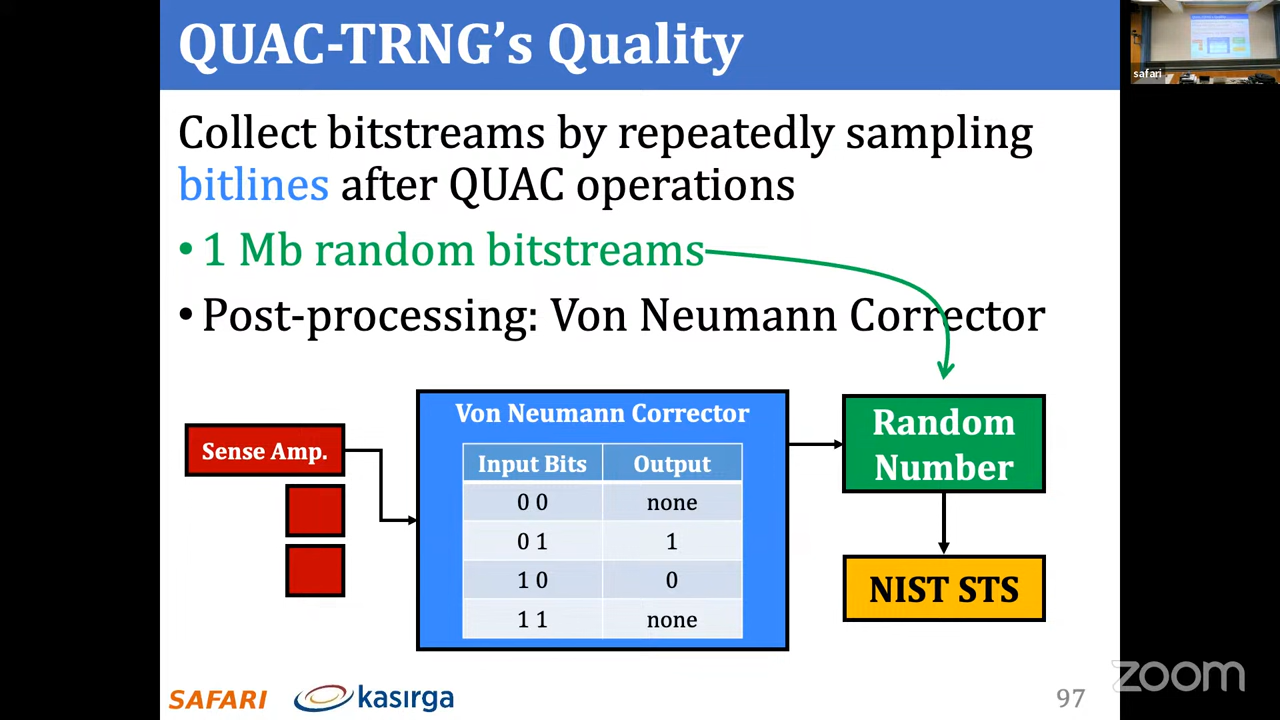 QUAC-TRNG's Quality
safari
Collect bitstreams by repeatedly sampling
bitlines after QUAC operations
• 1 Mb random bitstreams
• Post-processing: Von Neumann Corrector
Sense Amp.
Von Neumann Corrector
Input Bits Output
0 0 none
0 1 1
1 0 0
1 1 none
Random
Number
NIST STS
SAFARI
kasırga
97
zoom